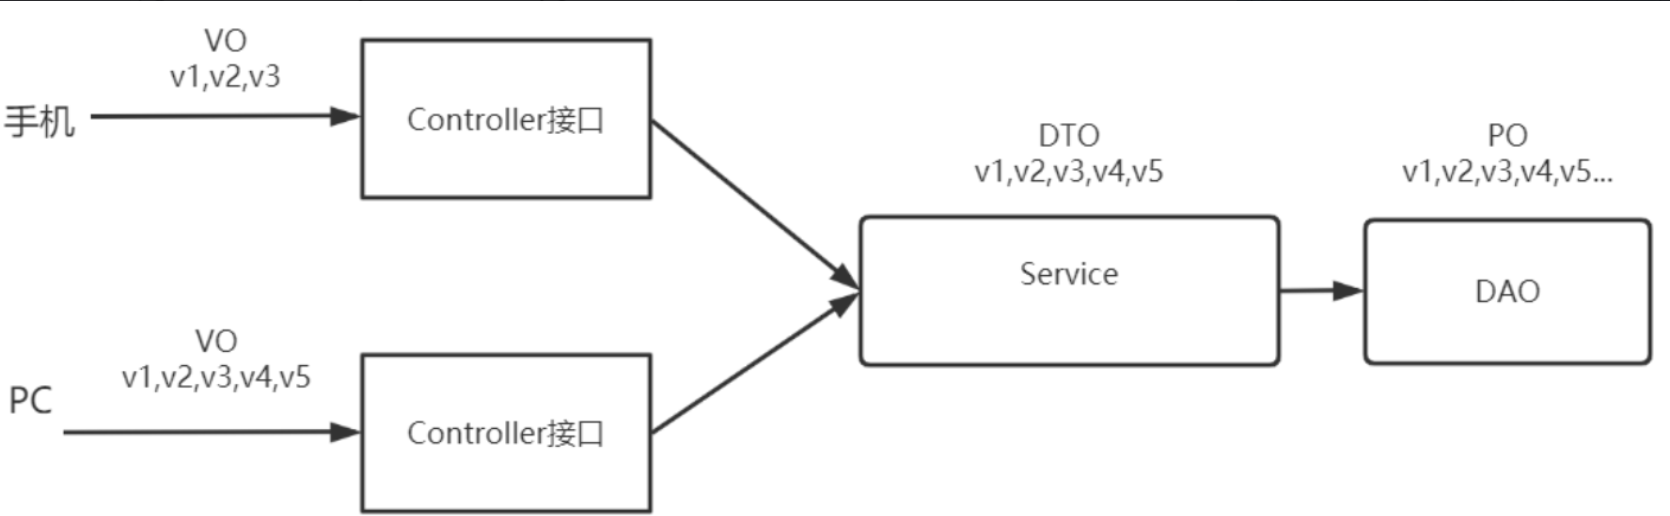 VO
v1,v2,v3
手机
Controller接口
DTO
v1,v2,v3,v4,v5
PO
v1,v2,v3,v4,v5...
Service
DAO
VO
v1,v2,v3,v4,v5
PC
Controller接口